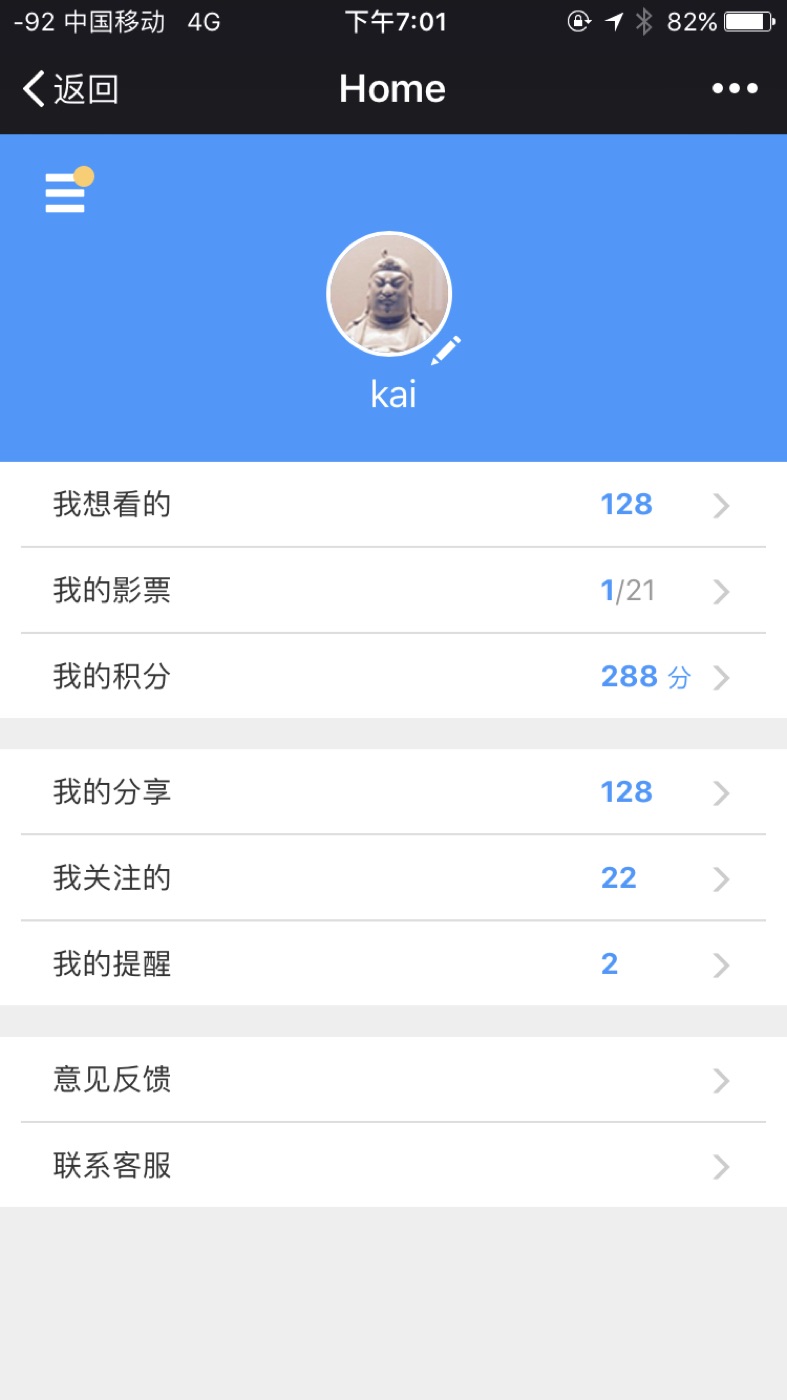 -92 中国移动 4G 下午7:01 82%
返回 Home
kai
我想看的 128
我的影票 1/21
我的积分 288 分
我的分享 128
我关注的 22
我的提醒 2
意见反馈
联系客服